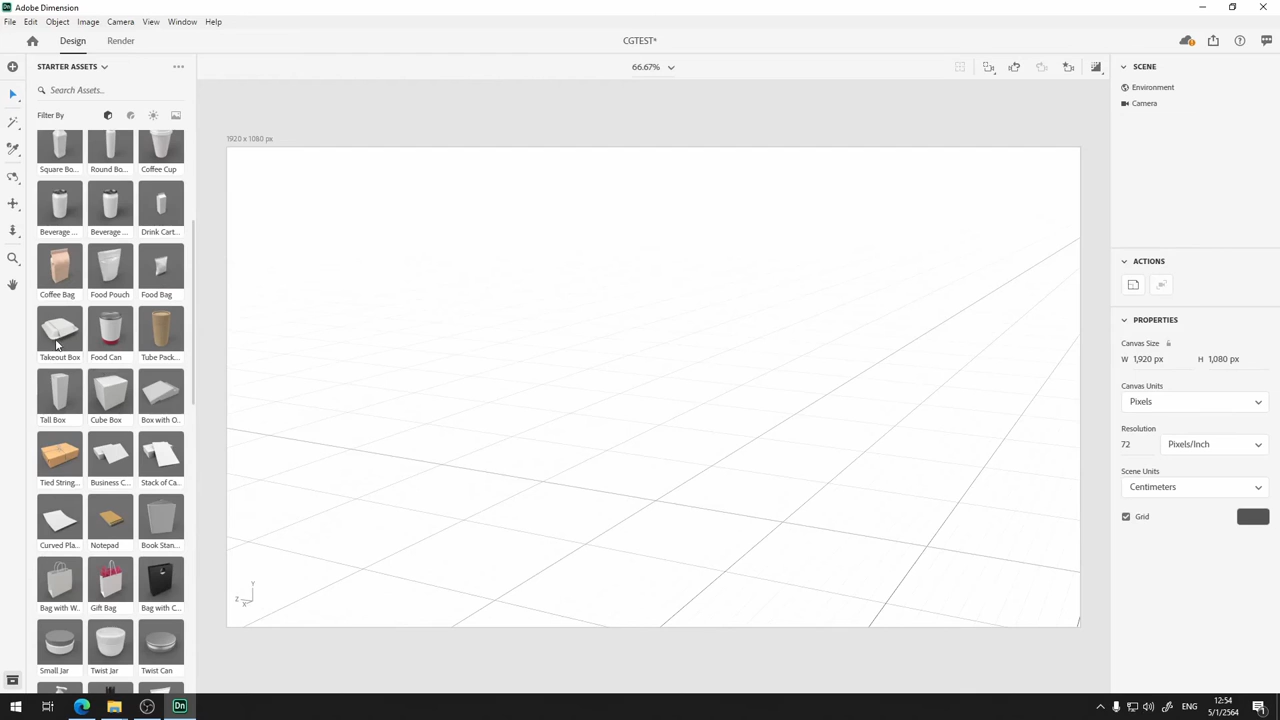 Adobe Dimension
File Edit Object Image Camera View Window Help
Design Render CGTEST*
STARTER ASSETS
66.67%
Search Assets...
Filter By
1920 x 1080 px
Square Bo... Round Bo... Coffee Cup
Beverage ... Beverage ... Drink Cart...
Coffee Bag Food Pouch Food Bag
Takeout Box Food Can Tube Pack...
Tall Box Cube Box Box with O...
Tied String... Business C... Stack of Ca...
Curved Pla... Notepad Book Stan...
Bag with W... Gift Bag Bag with C...
Small Jar Twist Jar Twist Can
Y
Z
X
SCENE
Environment
Camera
ACTIONS
PROPERTIES
Canvas Size
W 1,920 px H 1,080 px
Canvas Units
Pixels
Resolution
72 Pixels/Inch
Scene Units
Centimeters
Grid
Dn
ENG
12:54
5/1/2564